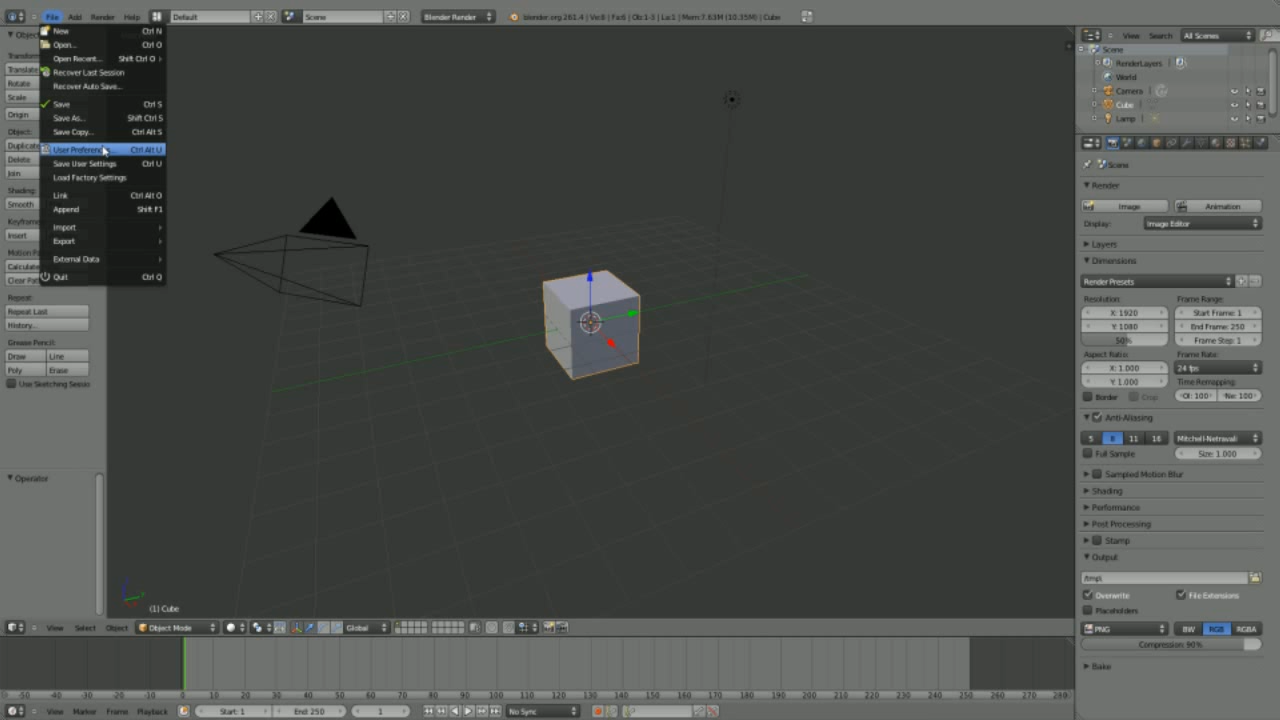 File Add Render Help Default Scene Blender Render blender.org 261.4 | Ve:8 | Fa:6 | Ob:1-3 | La:1 | Mem:7.63M (10.35M) | Cube
New Ctrl N
Open... Ctrl O
Open Recent... Shift Ctrl O
Recover Last Session
Recover Auto Save...
Save Ctrl S
Save As... Shift Ctrl S
Save Copy... Ctrl Alt S
User Preferenc Ctrl Alt U
Save User Settings Ctrl U
Load Factory Settings
Link Ctrl Alt O
Append Shift F1
Import
Export
External Data
Quit Ctrl Q
Object
Transform
Translate
Rotate
Scale
Origin
Object:
Duplicate
Delete
Join
Shading:
Smooth
Keyframe
Insert
Motion Pa
Calculate
Clear Pat
Repeat:
Repeat Last
History...
Grease Pencil:
Draw Line
Poly Erase
Use Sketching Sessio
Operator
(1) Cube
View Select Object Object Mode Global
-50 -40 -30 -20 -10 0 10 20 30 40 50 60 70 80 90 100 110 120 130 140 150 160 170 180 190 200 210 220 230 240 250 260 270 280
View Marker Frame Playback Start: 1 End: 250 1 No Sync
View Search All Scenes
Scene
RenderLayers
World
Camera
Cube
Lamp
Scene
Render
Image Animation
Display: Image Editor
Layers
Dimensions
Render Presets
Resolution: Frame Range:
X: 1920 Start Frame: 1
Y: 1080 End Frame: 250
50% Frame Step: 1
Aspect Ratio: Frame Rate:
X: 1.000 24 fps
Y: 1.000 Time Remapping:
Border Crop Ol: 100 Ne: 100
Anti-Aliasing
5 8 11 16 Mitchell-Netravali
Full Sample Size: 1.000
Sampled Motion Blur
Shading
Performance
Post Processing
Stamp
Output
/tmp\
Overwrite File Extensions
Placeholders
PNG BW RGB RGBA
Compression: 90%
Bake